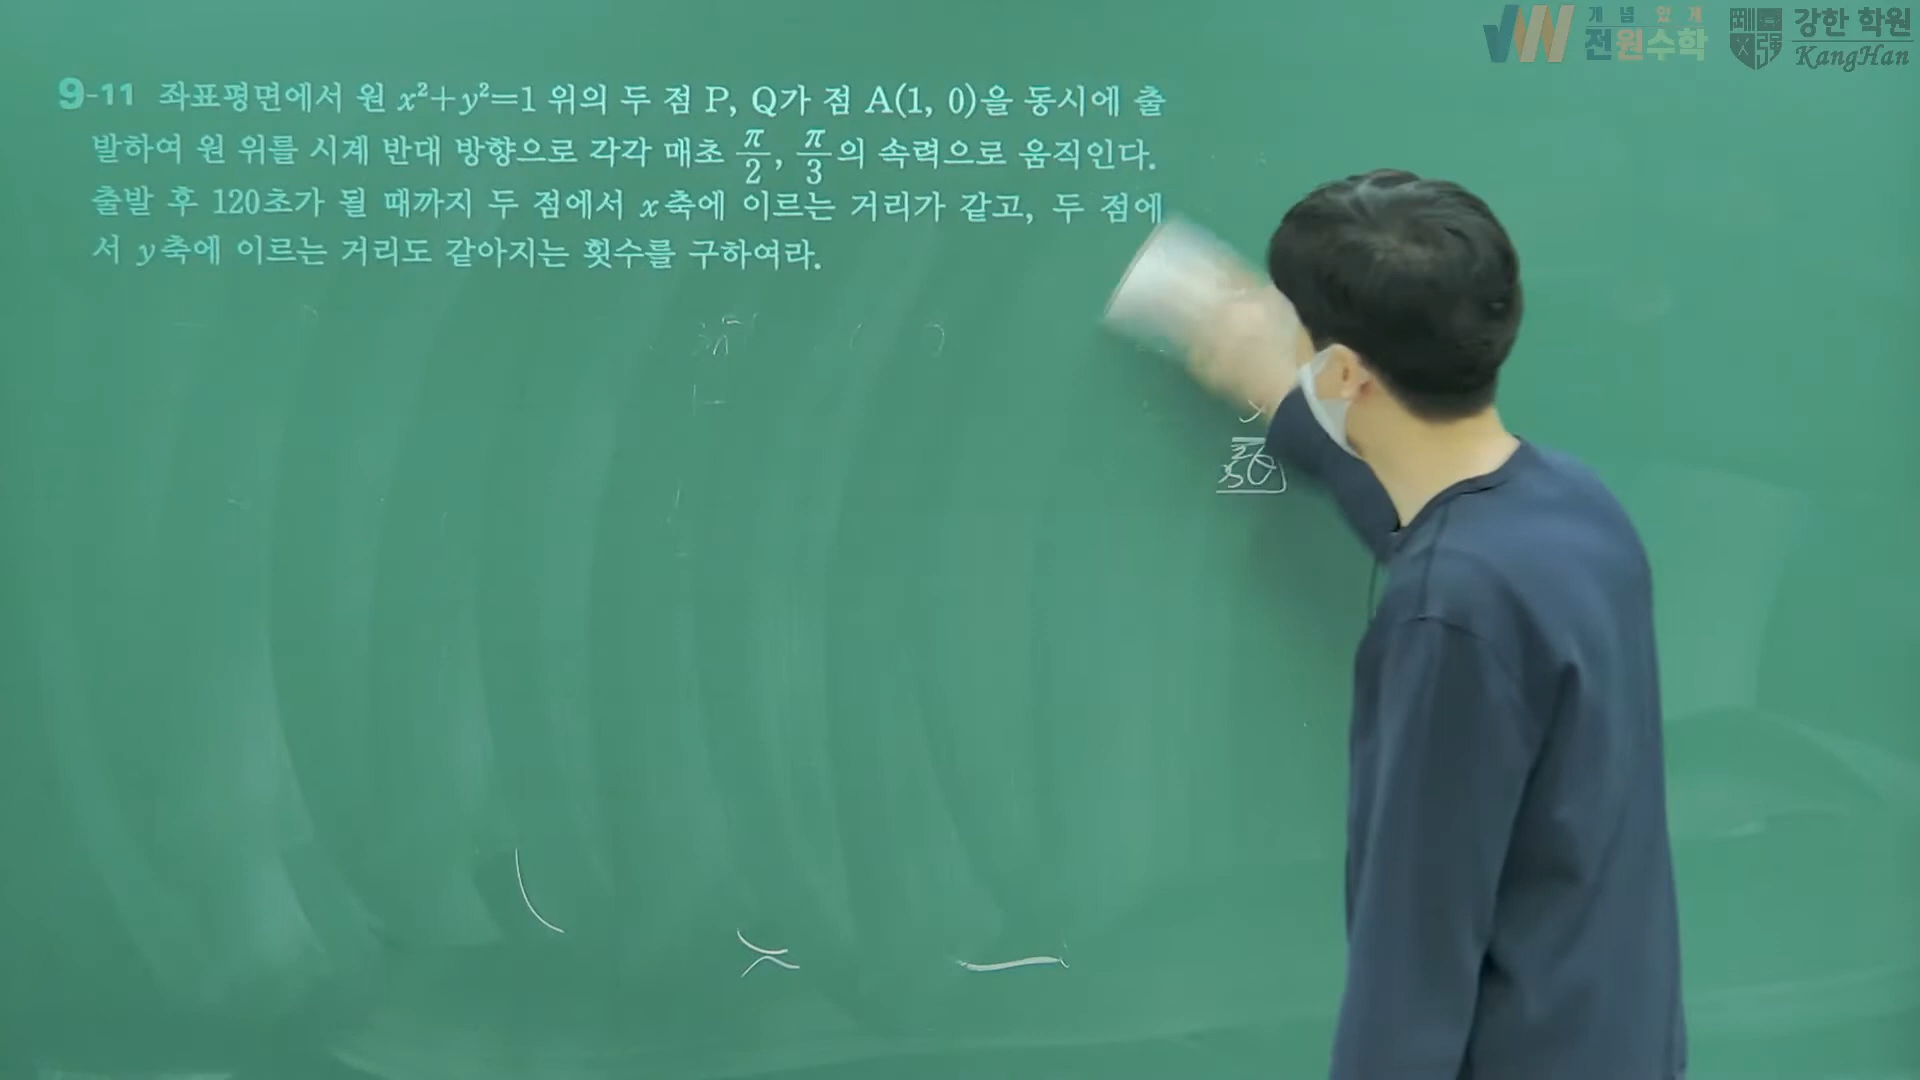 개념있게
전원수학
강한 학원
KangHan
9-11 좌표평면에서 원 x²+y²=1 위의 두 점 P, Q가 점 A(1, 0)을 동시에 출
발하여 원 위를 시계 반대 방향으로 각각 매초 π/2, π/3의 속력으로 움직인다.
출발 후 120초가 될 때까지 두 점에서 x축에 이르는 거리가 같고, 두 점에
서 y축에 이르는 거리도 같아지는 횟수를 구하여라.